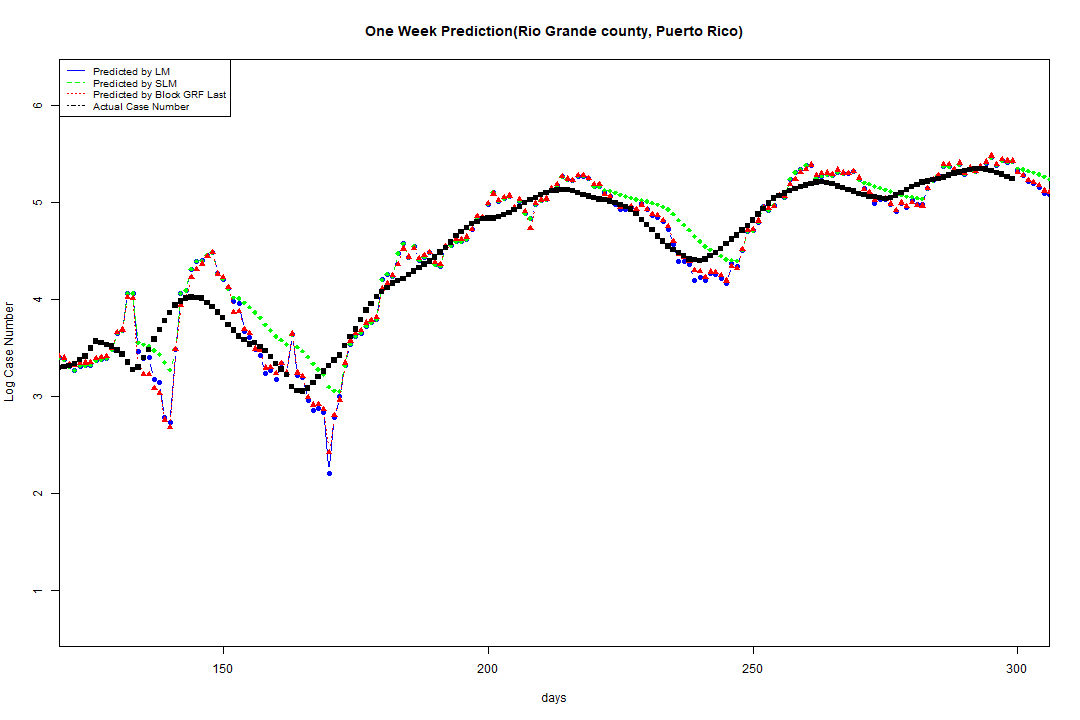 One Week Prediction(Rio Grande county, Puerto Rico)
Predicted by LM
Predicted by SLM
Predicted by Block GRF Last
Actual Case Number
6
5
4
3
2
1
Log Case Number
150 200 250 300
days